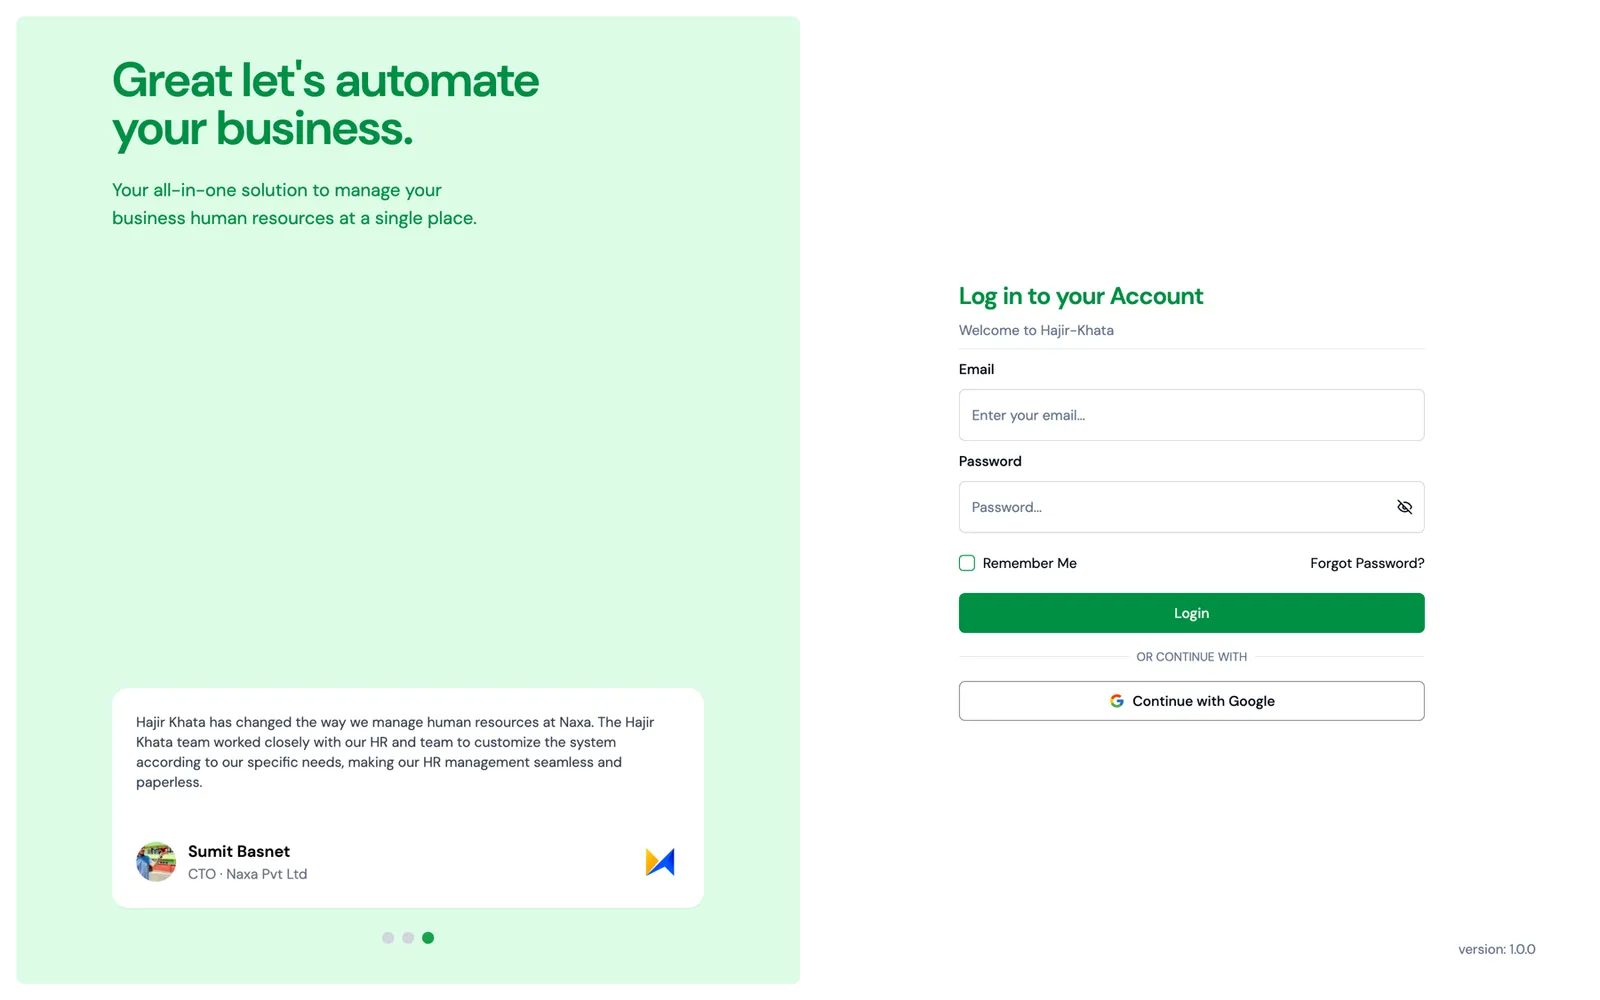 Great let's automate
your business.
Your all-in-one solution to manage your
business human resources at a single place.
Hajir Khata has changed the way we manage human resources at Naxa. The Hajir
Khata team worked closely with our HR and team to customize the system
according to our specific needs, making our HR management seamless and
paperless.
Sumit Basnet
CTO · Naxa Pvt Ltd
Log in to your Account
Welcome to Hajir-Khata
Email
Enter your email...
Password
Password...
Remember Me
Forgot Password?
Login
OR CONTINUE WITH
Continue with Google
version: 1.0.0